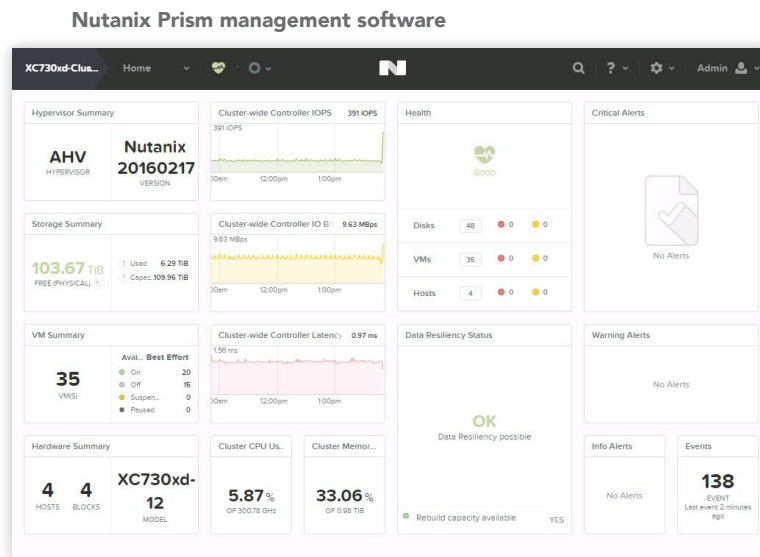 Nutanix Prism management software
XC730xd-Clus...
Home
?
Admin
Hypervisor Summary
AHV
HYPERVISOR
Nutanix
20160217
VERSION
Cluster-wide Controller IOPS 391 IOPS
391 IOPS
00am 12:00pm 1:00pm
Health
GOOD
Disks 48 0 0
VMs 35 0 0
Hosts 4 0 0
Critical Alerts
No Alerts
Storage Summary
103.67 TiB
FREE (PHYSICAL)
Used 6.29 TiB
Capac... 109.96 TiB
Cluster-wide Controller IO B/ 9.63 MBps
9.63 MBps
00am 12:00pm 1:00pm
VM Summary
35
VM(S)
Avai... Best Effort
On 20
Off 15
Suspen... 0
Paused 0
Cluster-wide Controller Latency 0.97 ms
1.56 ms
00am 12:00pm 1:00pm
Data Resiliency Status
OK
Data Resiliency possible
Rebuild capacity available YES
Warning Alerts
No Alerts
Hardware Summary
4
HOSTS
4
BLOCKS
XC730xd-
12
MODEL
Cluster CPU Us..
5.87 %
OF 300.78 GHz
Cluster Memor...
33.06 %
OF 0.98 TiB
Info Alerts
No Alerts
Events
138
EVENT
Last event 2 minutes
ago